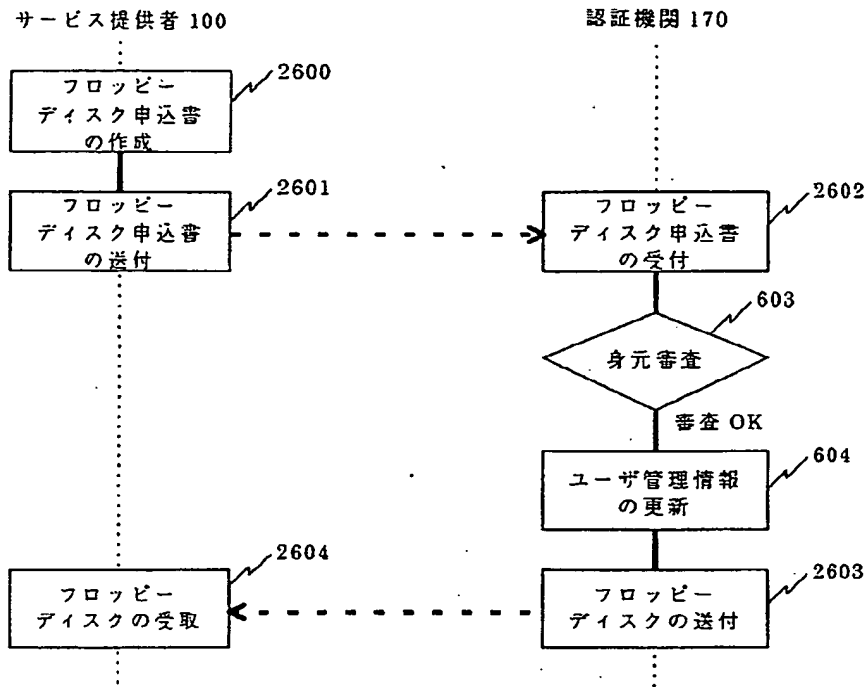 サービス提供者 100
認証機関 170
2600
フロッピー
ディスク申込書
の作成
2601
フロッピー
ディスク申込書
の送付
2602
フロッピー
ディスク申込書
の受付
603
身元審査
審査 OK
604
ユーザ管理情報
の更新
2603
フロッピー
ディスクの送付
2604
フロッピー
ディスクの受取